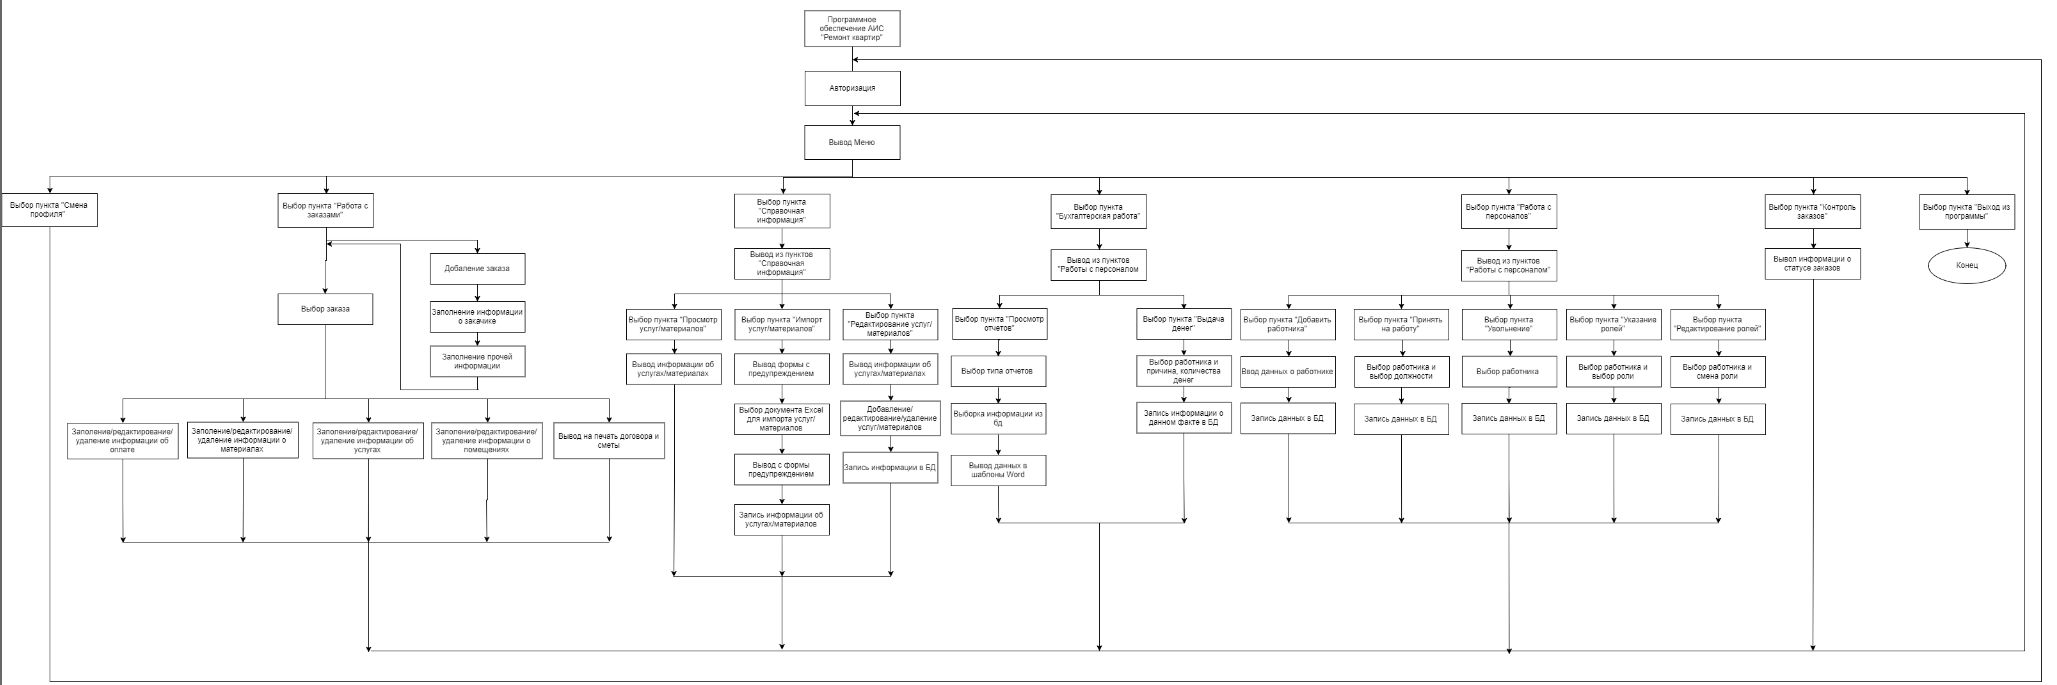 Программное
обеспечение АИС
"Ремонт квартир"
Авторизация
Вывод Меню
Выбор пункта "Смена
профиля"
Выбор пункта "Работа с
заказами"
Выбор пункта
"Справочная
информация"
Выбор пункта
"Бухгалтерская работа"
Выбор пункта "Работа с
персоналов"
Выбор пункта "Контроль
заказов"
Выбор пункта "Выход из
программы"
Добаление заказа
Вывод из пунктов
"Справочная
информация"
Вывод из пунктов
"Работы с персоналом
Вывод из пунктов
"Работы с персоналом"
Вывол информации о
статусе заказов
Конец
Выбор заказа
Заполнение информации
о закачике
Заполнение прочей
информации
Выбор пункта "Просмотр
услуг/материалов"
Выбор пункта "Импорт
услуг/материалов"
Выбор пункта
"Редактирование услуг/
материалов"
Выбор пункта "Просмотр
отчетов"
Выбор пункта "Выдача
денег"
Выбор пункта "Добавить
работника"
Выбор пункта "Принять
на работу"
Выбор пункта
"Увольнение"
Выбор пункта "Указание
ролей"
Выбор пункта
"Редактирование ролей"
Вывод информации об
услугах/материалах
Вывод формы с
предупреждением
Вывод информации об
услугах/материалах
Выбор типа отчетов
Выбор работника и
причина, количества
денег
Ввод данных о работнике
Выбор работника и
выбор должности
Выбор работника
Выбор работника и
выбор роли
Выбор работника и
смена роли
Выбор документа Excel
для импорта услуг/
материалов
Добавление/
редактирование/удаление
услуг/материалов
Выборка информации из
бд
Запись информации о
данном факте в БД
Запись данных в БД
Запись данных в БД
Запись данных в БД
Запись данных в БД
Запись данных в БД
Заполение/редактирование/
удаление информации об
оплате
Заполение/редактирование/
удаление информации о
материалах
Заполение/редактирование/
удаление информации об
услугах
Заполение/редактирование/
удаление информации о
помещениях
Вывод на печать договора и
сметы
Вывод с формы
предупреждением
Запись информации в БД
Вывод данных в
шаблоны Word
Запись информации об
услугах/материалов